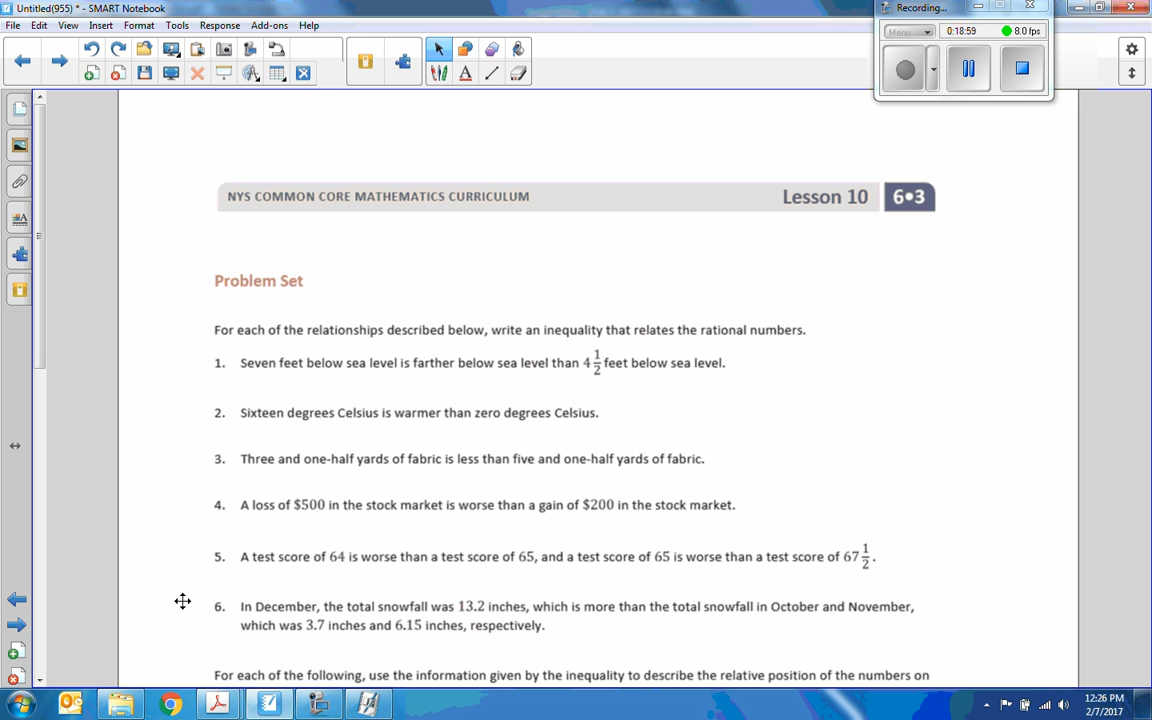 Untitled(955) * - SMART Notebook
Recording...
File Edit View Insert Format Tools Response Add-ons Help
Menu 0:18:59 8.0 fps
NYS COMMON CORE MATHEMATICS CURRICULUM Lesson 10 6•3
Problem Set
For each of the relationships described below, write an inequality that relates the rational numbers.
1. Seven feet below sea level is farther below sea level than 4 1/2 feet below sea level.
2. Sixteen degrees Celsius is warmer than zero degrees Celsius.
3. Three and one-half yards of fabric is less than five and one-half yards of fabric.
4. A loss of $500 in the stock market is worse than a gain of $200 in the stock market.
5. A test score of 64 is worse than a test score of 65, and a test score of 65 is worse than a test score of 67 1/2.
6. In December, the total snowfall was 13.2 inches, which is more than the total snowfall in October and November,
which was 3.7 inches and 6.15 inches, respectively.
For each of the following, use the information given by the inequality to describe the relative position of the numbers on
12:26 PM
2/7/2017